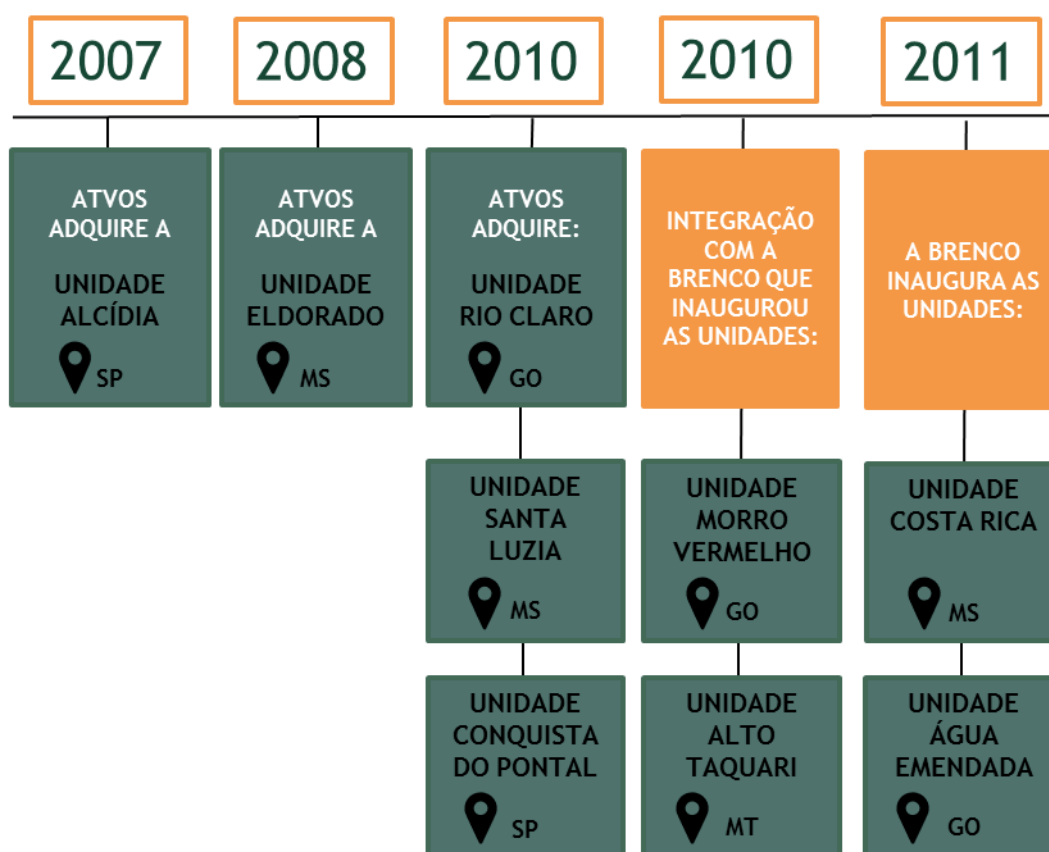 2007
ATVOS
ADQUIRE A
UNIDADE
ALCÍDIA
SP
2008
ATVOS
ADQUIRE A
UNIDADE
ELDORADO
MS
2010
ATVOS
ADQUIRE:
UNIDADE
RIO CLARO
GO
UNIDADE
SANTA
LUZIA
MS
UNIDADE
CONQUISTA
DO PONTAL
SP
2010
INTEGRAÇÃO
COM A
BRENCO QUE
INAUGUROU
AS UNIDADES:
UNIDADE
MORRO
VERMELHO
GO
UNIDADE
ALTO
TAQUARI
MT
2011
A BRENCO
INAUGURA AS
UNIDADES:
UNIDADE
COSTA RICA
MS
UNIDADE
ÁGUA
EMENDADA
GO